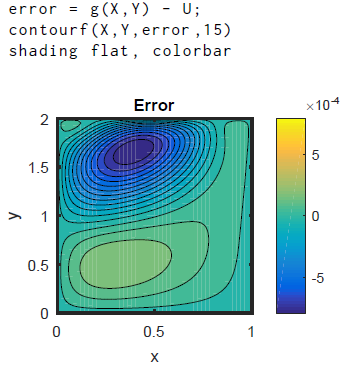 error = g(X,Y) - U;
contourf(X,Y,error,15)
shading flat, colorbar
Error
×10⁻⁴
2
1.5
1
0.5
0
y
0
0.5
1
x
5
0
-5